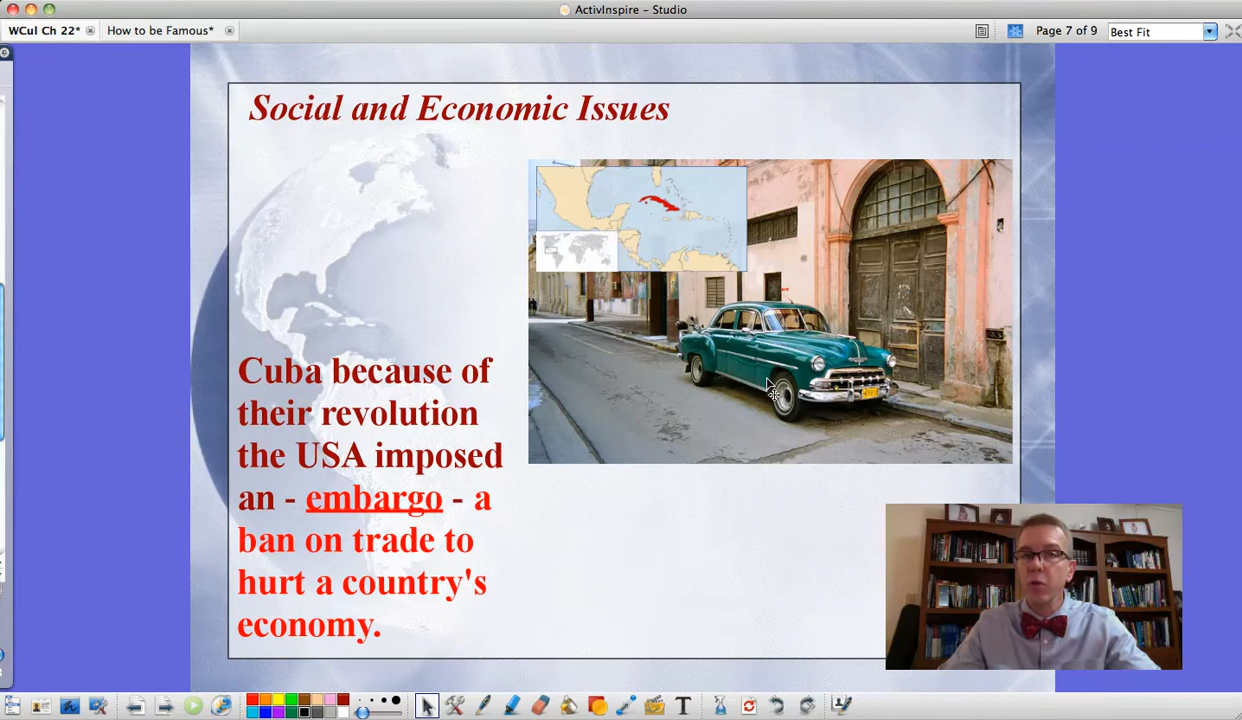 ActivInspire – Studio
WCul Ch 22*
How to be Famous*
Page 7 of 9
Best Fit
Social and Economic Issues
Cuba because of
their revolution
the USA imposed
an - embargo - a
ban on trade to
hurt a country's
economy.